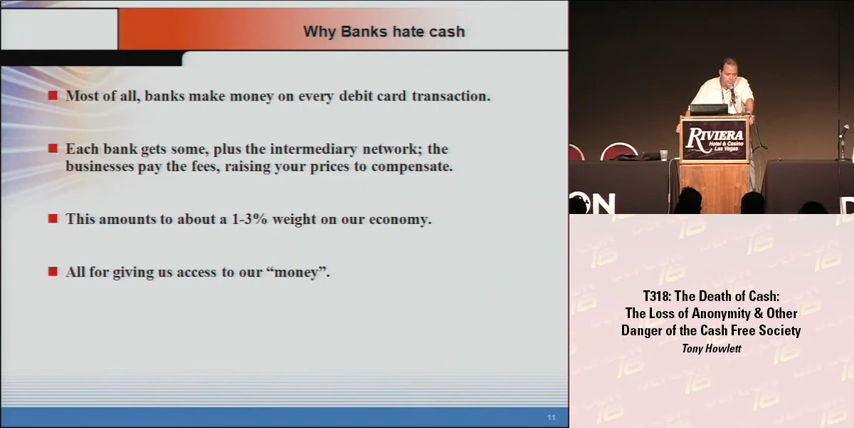 Why Banks hate cash
Most of all, banks make money on every debit card transaction.
Each bank gets some, plus the intermediary network; the
businesses pay the fees, raising your prices to compensate.
This amounts to about a 1-3% weight on our economy.
All for giving us access to our “money”.
11
RIVIERA
Hotel & Casino
Las Vegas
T318: The Death of Cash:
The Loss of Anonymity & Other
Danger of the Cash Free Society
Tony Howlett